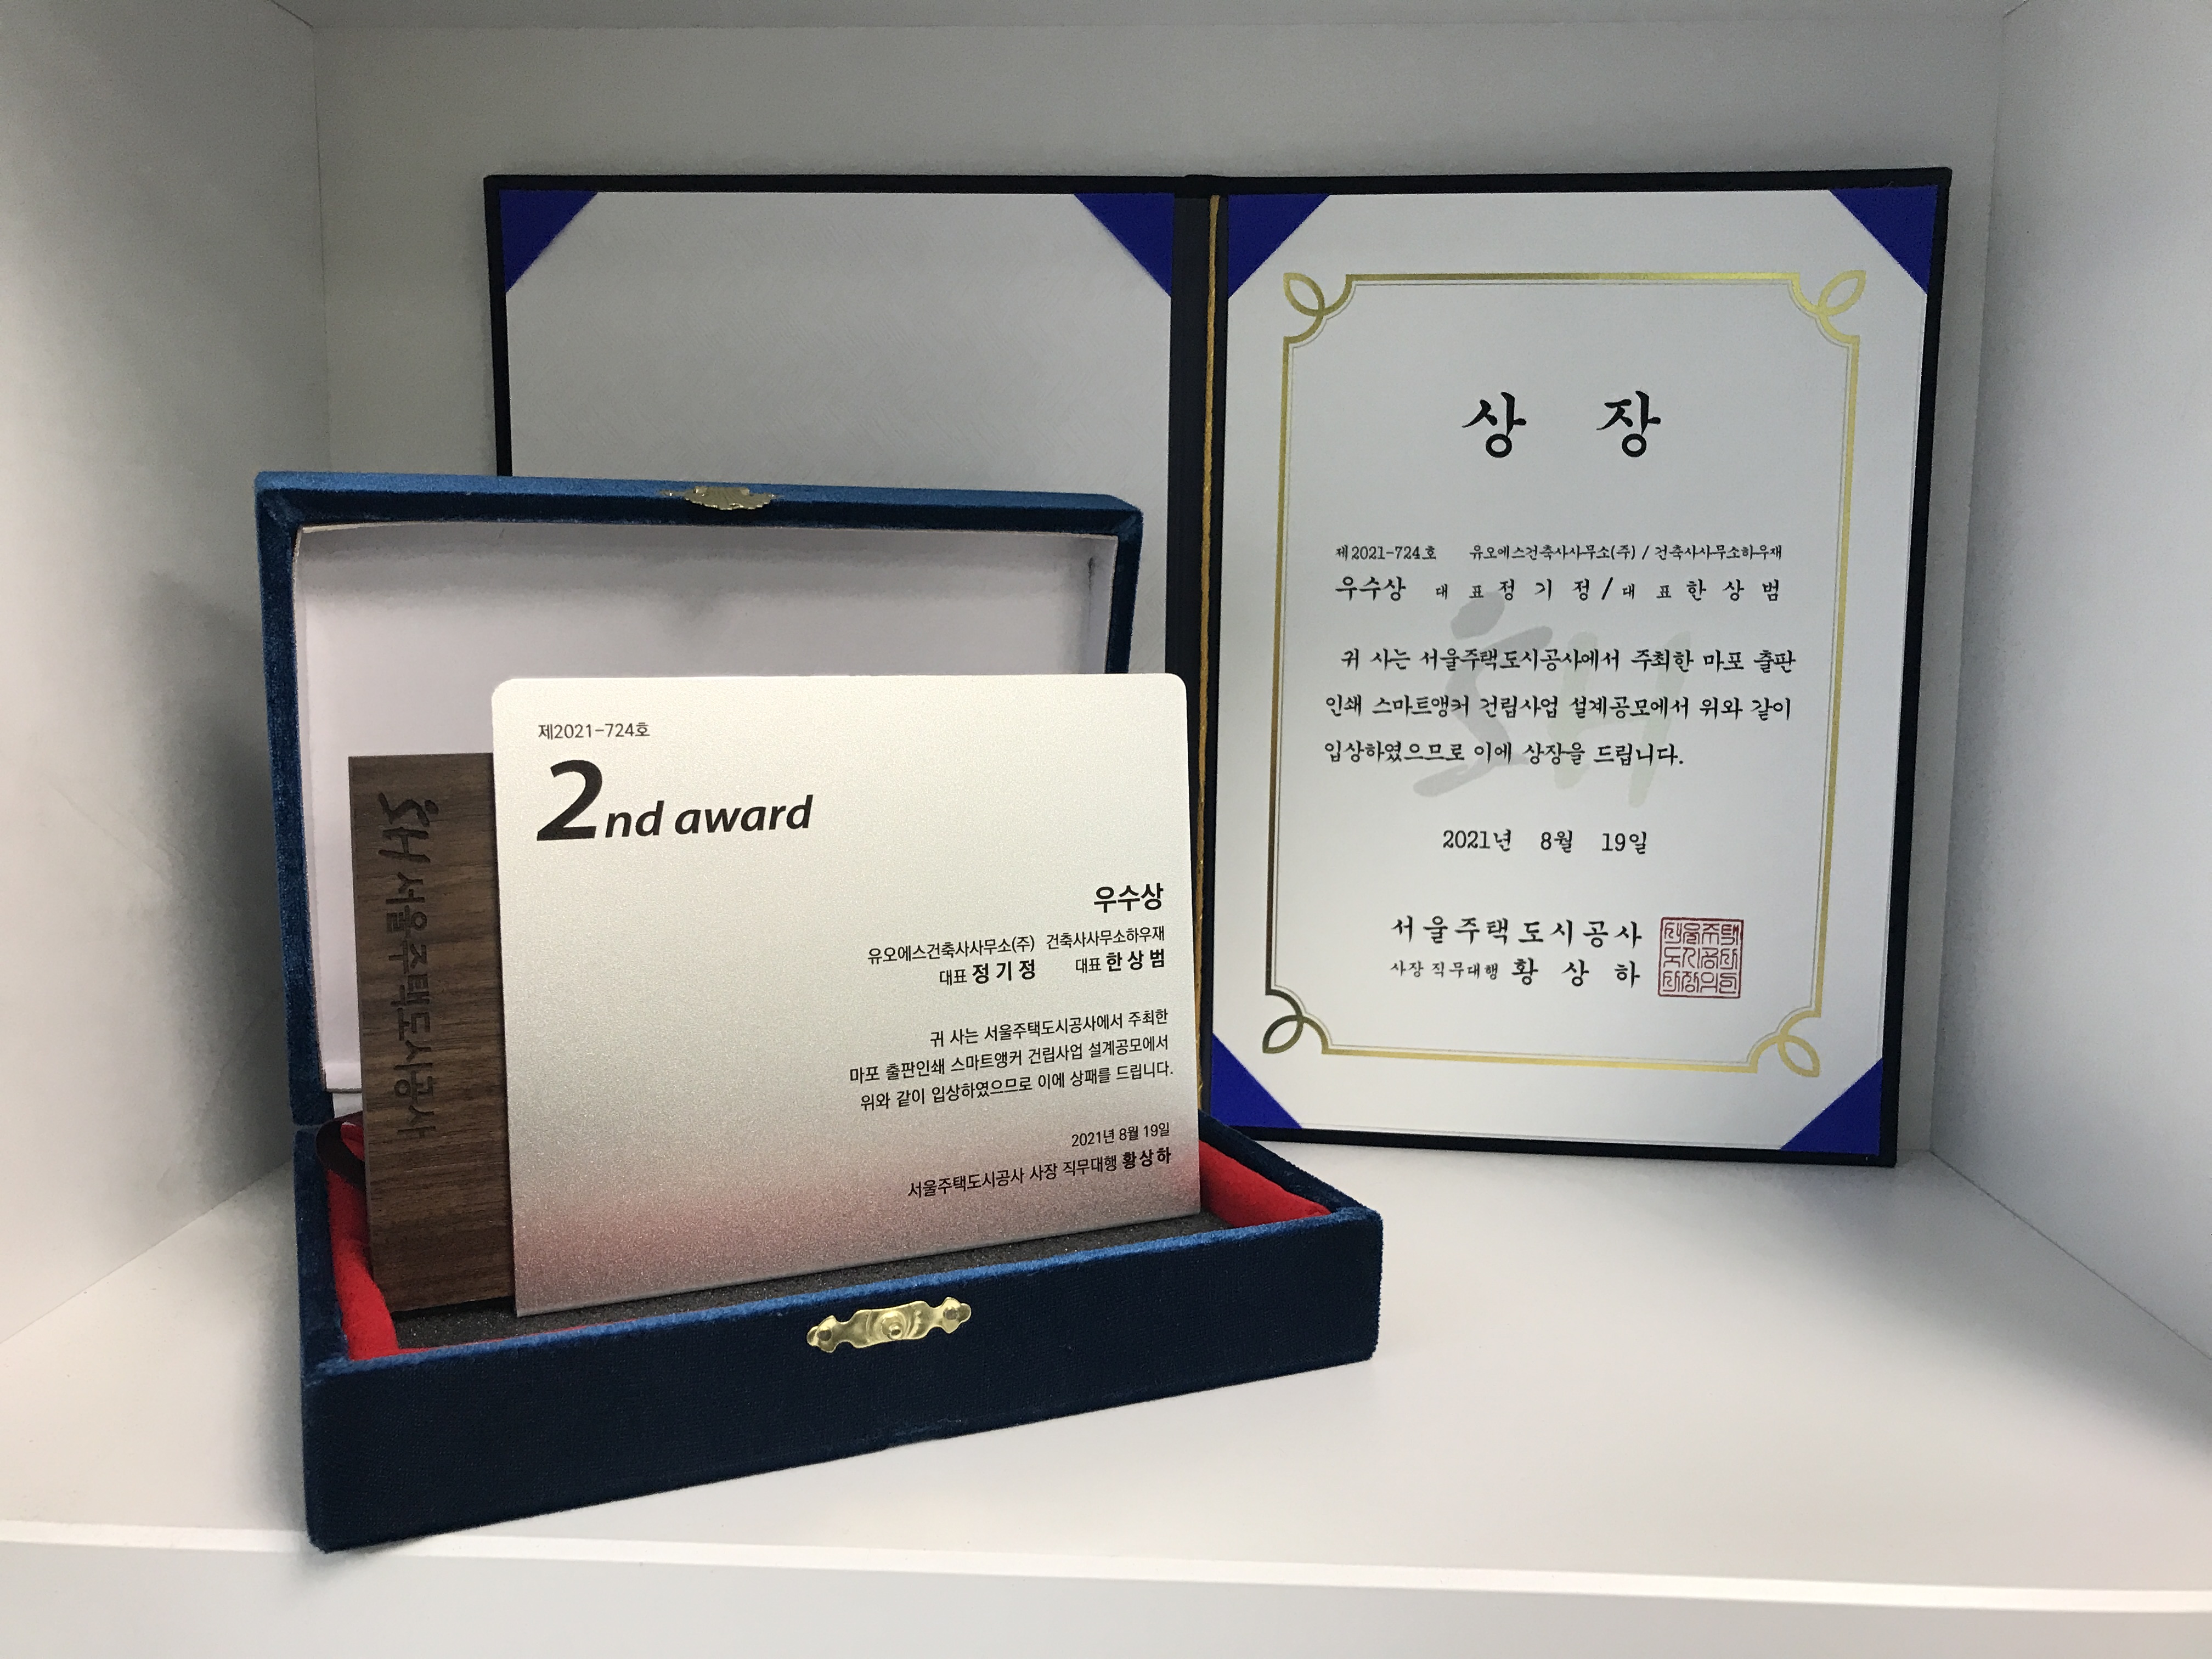 제2021-724호
2nd award
우수상
유오에스건축사사무소(주) 건축사사무소하우재
대표 정기정 대표 한상범
귀 사는 서울주택도시공사에서 주최한
마포 출판인쇄 스마트앵커 건립사업 설계공모에서
위와 같이 입상하였으므로 이에 상패를 드립니다.
2021년 8월 19일
서울주택도시공사 사장 직무대행 황상하
SH 서울주택도시공사
상 장
제2021-724호 유오에스건축사사무소(주) / 건축사사무소하우재
우수상 대 표 정 기 정 / 대 표 한 상 범
귀 사는 서울주택도시공사에서 주최한 마포 출판
인쇄 스마트앵커 건립사업 설계공모에서 위와 같이
입상하였으므로 이에 상장을 드립니다.
SH
2021년 8월 19일
서울주택도시공사
사장 직무대행 황 상 하